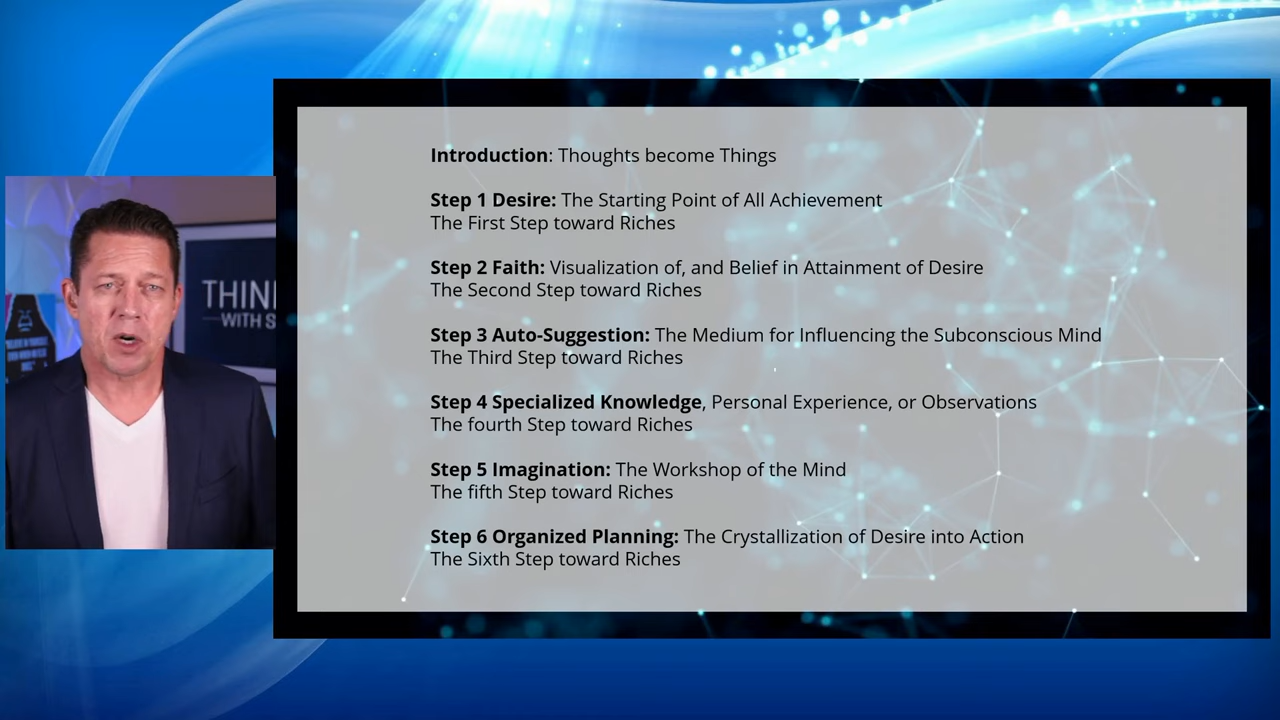 Introduction: Thoughts become Things
Step 1 Desire: The Starting Point of All Achievement
The First Step toward Riches
Step 2 Faith: Visualization of, and Belief in Attainment of Desire
The Second Step toward Riches
Step 3 Auto-Suggestion: The Medium for Influencing the Subconscious Mind
The Third Step toward Riches
Step 4 Specialized Knowledge, Personal Experience, or Observations
The fourth Step toward Riches
Step 5 Imagination: The Workshop of the Mind
The fifth Step toward Riches
Step 6 Organized Planning: The Crystallization of Desire into Action
The Sixth Step toward Riches
THIN
WITH S